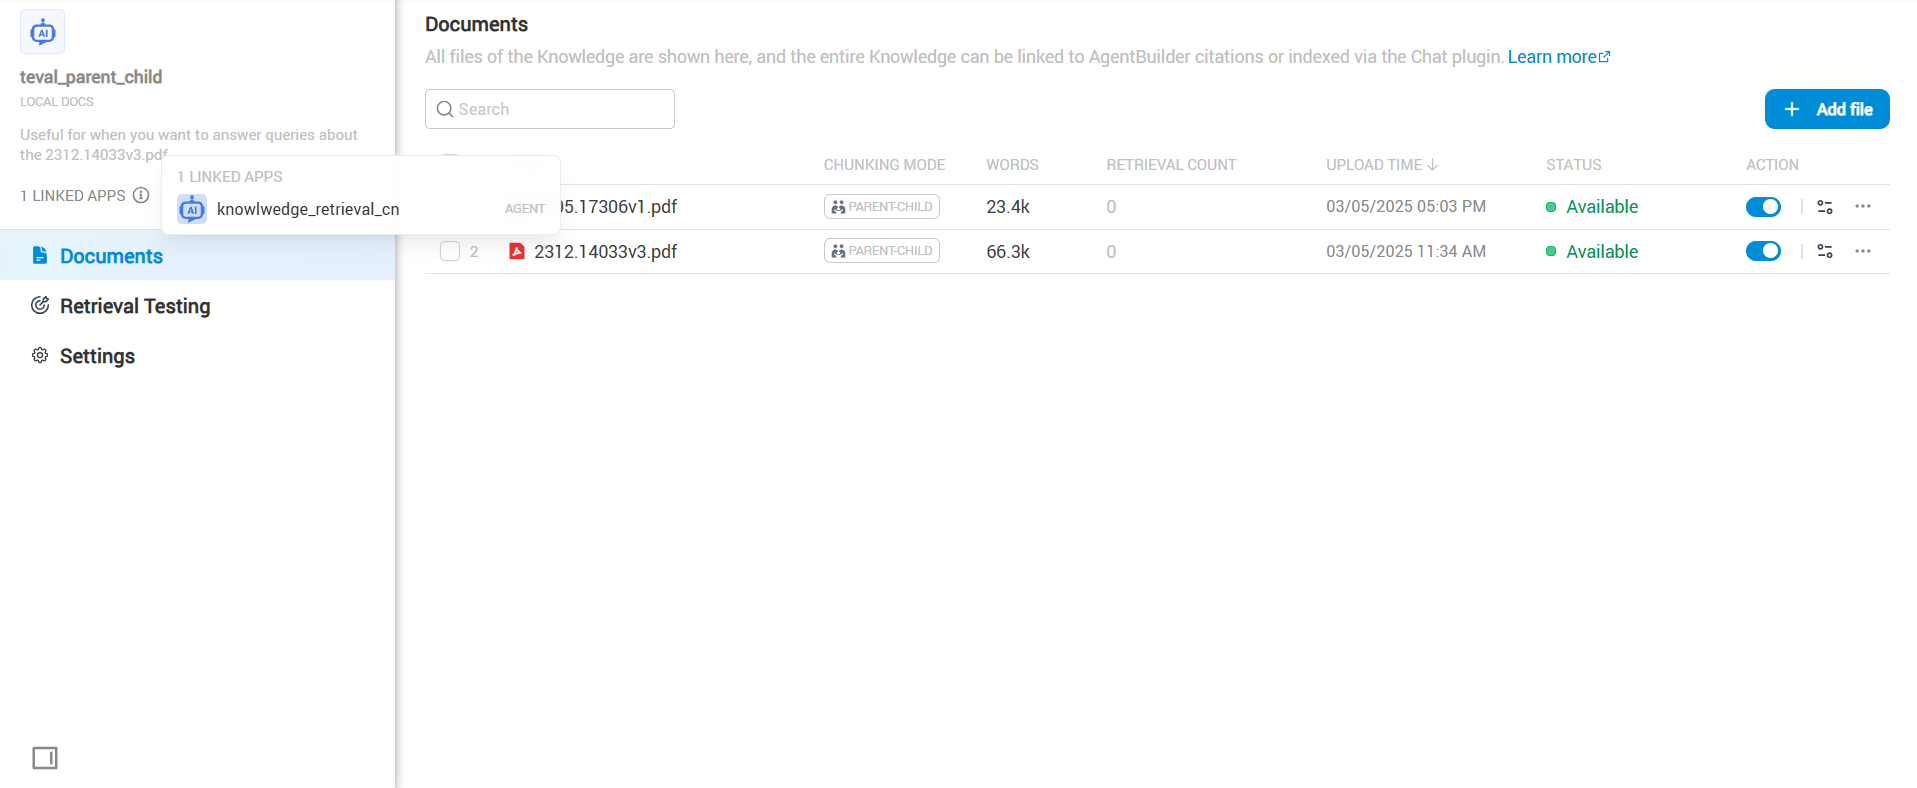 AI
teval_parent_child
LOCAL DOCS
Useful for when you want to answer queries about
the 2312.14033v3.pdf
1 LINKED APPS
1 LINKED APPS
AI
knowlwedge_retrieval_cn
AGENT
Documents
Retrieval Testing
Settings
Documents
All files of the Knowledge are shown here, and the entire Knowledge can be linked to AgentBuilder citations or indexed via the Chat plugin. Learn more
Search
+ Add file
CHUNKING MODE WORDS RETRIEVAL COUNT UPLOAD TIME STATUS ACTION
05.17306v1.pdf PARENT-CHILD 23.4k 0 03/05/2025 05:03 PM Available
2 2312.14033v3.pdf PARENT-CHILD 66.3k 0 03/05/2025 11:34 AM Available